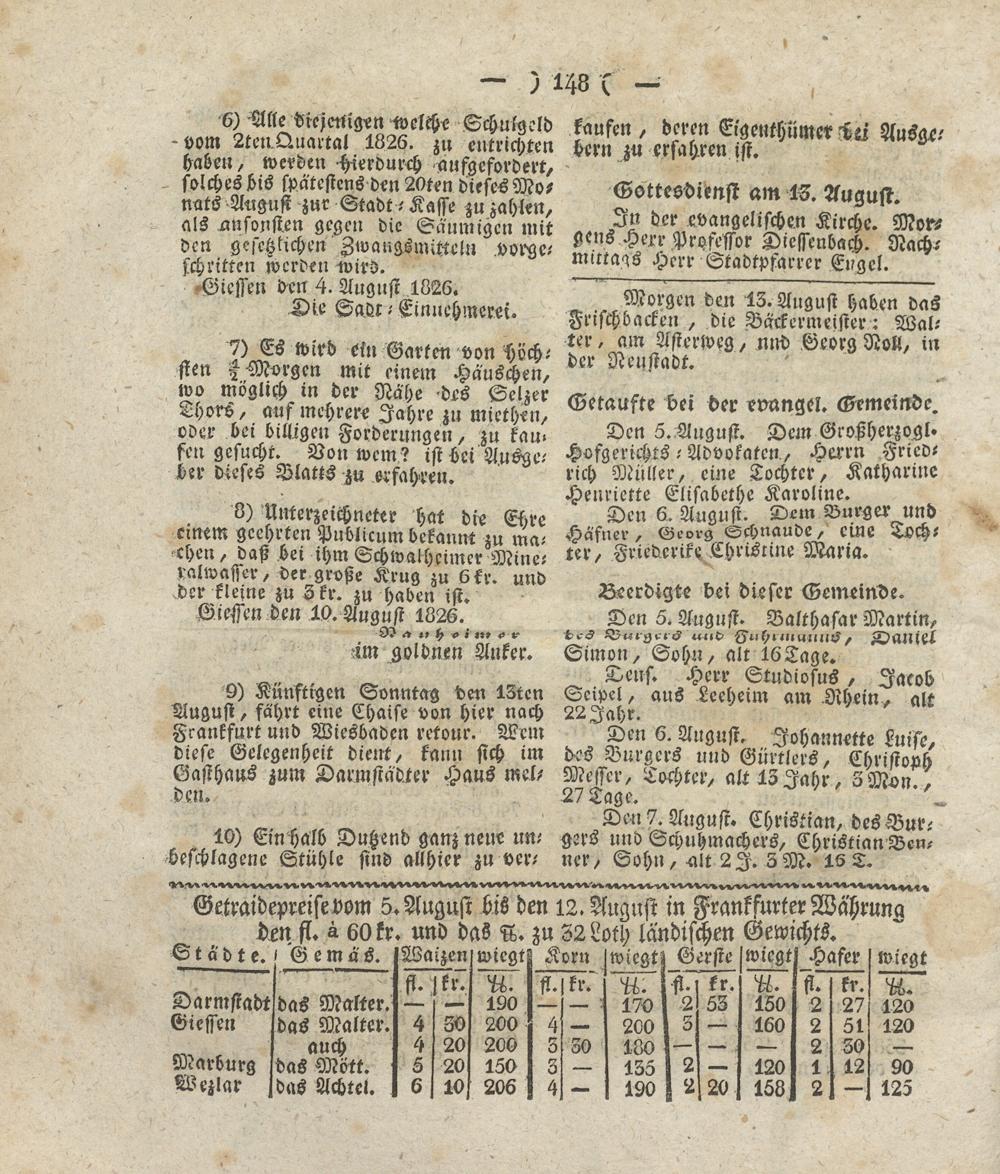 — ) 148 ( —
6) Alle diejenigen welche Schulgeld
vom 2ten Quartal 1826. zu entrichten
haben, werden hierdurch aufgefordert,
solches bis spätestens den 20ten dieses Mo-
nats August zur Stadt-Kasse zu zahlen,
als ansonsten gegen die Säumigen mit
den gesetzlichen Zwangsmitteln vorge-
schritten werden wird.
Giessen den 4. August 1826.
Die Sadt-Einnehmerei.
7) Es wird ein Garten von höch-
sten Morgen mit einem Häuschen,
wo möglich in der Nähe des Selzer
Thors, auf mehrere Jahre zu miethen,
oder bei billigen Forderungen, zu kau-
fen gesucht. Von wem? ist bei Ausge-
ber dieses Blatts zu erfahren.
8) Unterzeichneter hat die Ehre
einem geehrten Publicum bekannt zu ma-
chen, daß bei ihm Schwalheimer Mine-
ralwasser, der große Krug zu 6 kr. und
der kleine zu 3 kr. zu haben ist.
Giessen den 10. August 1826.
Nauheimer
im goldnen Anker.
9) Künftigen Sonntag den 13ten
August, fährt eine Chaise von hier nach
Frankfurt und Wiesbaden retour. Wem
diese Gelegenheit dient, kann sich im
Gasthaus zum Darmstädter Haus mel-
den.
10) Ein halb Dutzend ganz neue un-
beschlagene Stühle sind allhier zu ver-
kaufen, deren Eigenthümer bei Ausge-
bern zu erfahren ist.
Gottesdienst am 13. August.
In der evangelischen Kirche. Mor-
gens Herr Professor Dieffenbach. Nach-
mittags Herr Stadtpfarrer Engel.
Morgen den 13. August haben das
Frischbacken, die Bäckermeister: Wal-
ter, am Asterweg, und Georg Noll, in
der Neustadt.
Getaufte bei der evangel. Gemeinde.
Den 5. August. Dem Großherzogl.
Hofgerichts-Advokaten, Herrn Fried-
rich Müller, eine Tochter, Katharine
Henriette Elisabethe Karoline.
Den 6. August. Dem Burger und
Häfner, Georg Schnaude, eine Toch-
ter, Friederike Christine Maria.
Beerdigte bei dieser Gemeinde.
Den 5. August. Balthasar Martin,
des Burgers und Fuhrmanns, Daniel
Simon, Sohn, alt 16 Tage.
Dens. Herr Studiosus, Jacob
Seipel, aus Leeheim am Rhein, alt
22 Jahr.
Den 6. August. Johannette Luise,
des Burgers und Gürtlers, Christoph
Messer, Tochter, alt 13 Jahr, 3 Mon.,
27 Tage.
Den 7. August. Christian, des Bur-
gers und Schuhmachers, Christian Ben-
ner, Sohn, alt 2 J. 3 M. 16 T.
Getraidepreise vom 5. August bis den 12. August in Frankfurter Währung
den fl. à 60 kr. und das ℔. zu 32 Loth ländischen Gewichts.
Städte. Gemäs. Waizen wiegt Korn wiegt Gerste wiegt Hafer wiegt
fl. kr. ℔. fl. kr. ℔. fl. kr. ℔. fl. kr. ℔.
Darmstadt das Malter. — — 190 — — 170 2 53 150 2 27 120
Giessen das Malter. 4 30 200 4 — 200 3 — 160 2 51 120
auch 4 20 200 3 30 180 — — — 2 30 —
Marburg das Mött. 5 20 150 3 — 135 2 — 120 1 12 90
Wezlar das Achtel. 6 10 206 4 — 190 2 20 158 2 — 125